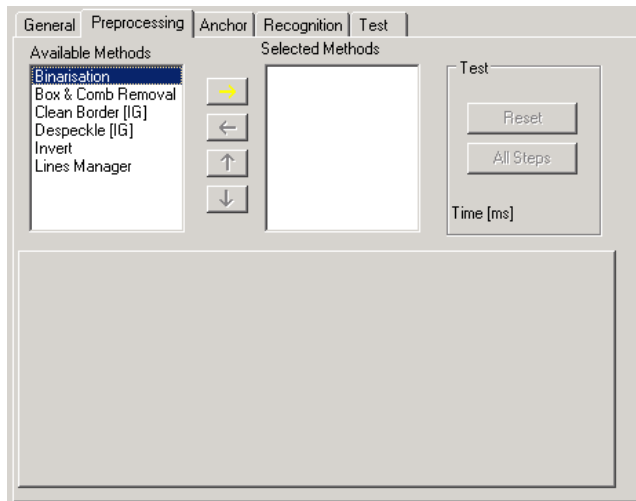 General Preprocessing Anchor Recognition Test
Available Methods
Selected Methods
Binarisation
Box & Comb Removal
Clean Border [IG]
Despeckle [IG]
Invert
Lines Manager
Test
Reset
All Steps
Time [ms]